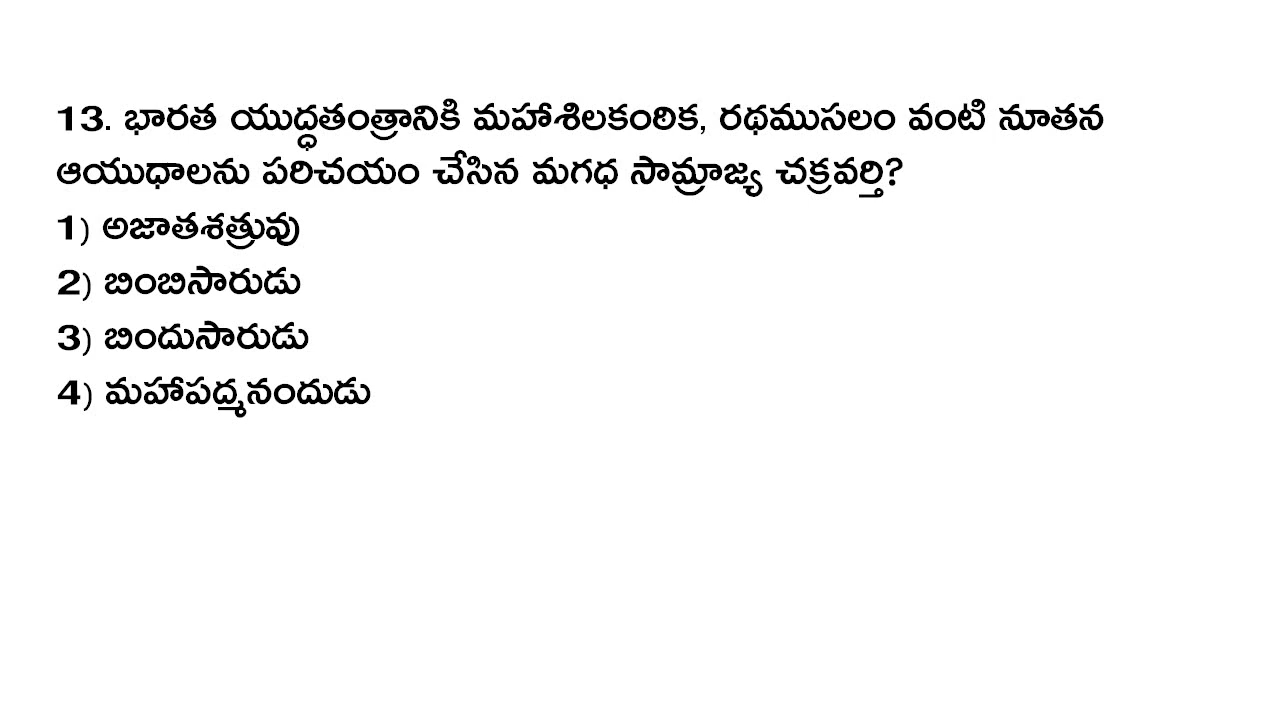 13. భారత యుద్ధతంత్రానికి మహాశిలకంఠిక, రథముసలం వంటి నూతన
ఆయుధాలను పరిచయం చేసిన మగధ సామ్రాజ్య చక్రవర్తి?
1) అజాతశత్రువు
2) బింబిసారుడు
3) బిందుసారుడు
4) మహాపద్మనందుడు